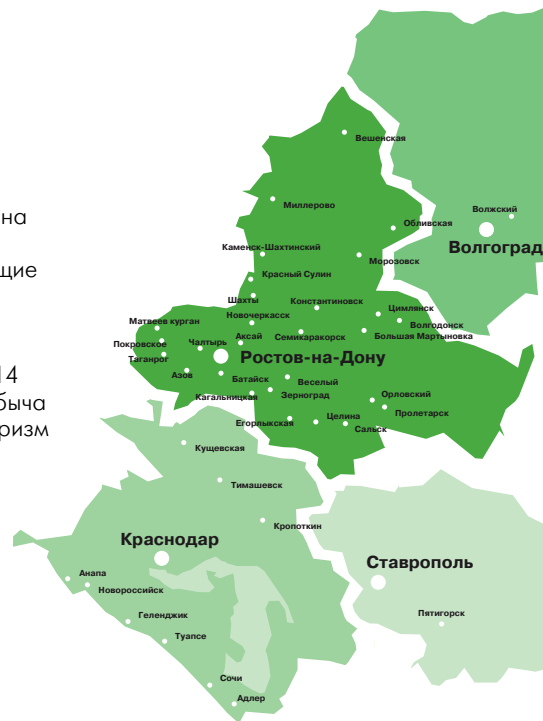 на
щие
14
быча
ризм
Вешенская
Миллерово
Волжский
Обливская
Волгоград
Каменск-Шахтинский
Морозовск
Красный Сулин
Шахты
Константиновск
Цимлянск
Новочеркасск
Матвеев курган
Волгодонск
Аксай
Семикаракорск
Большая Мартыновка
Покровское
Чалтырь
Таганрог
Ростов-на-Дону
Азов
Батайск
Веселый
Кагальницкая
Зерноград
Орловский
Пролетарск
Егорлыкская
Целина
Сальск
Кущевская
Тимашевск
Кропоткин
Краснодар
Ставрополь
Анапа
Новороссийск
Геленджик
Пятигорск
Туапсе
Сочи
Адлер